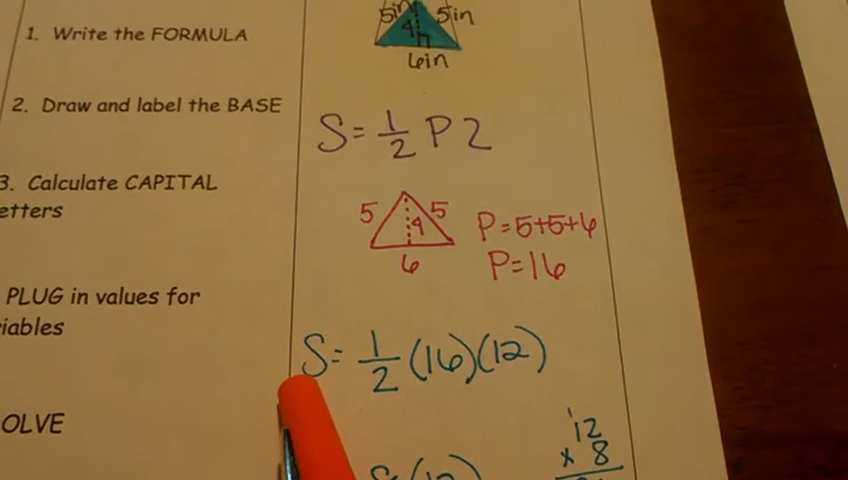 5in 4 5in
1. Write the FORMULA
6in
2. Draw and label the BASE
S = 1/2 P l
3. Calculate CAPITAL
etters
5 4 5 P = 5+5+6
6 P = 16
PLUG in values for
iables
S = 1/2 (16)(12)
OLVE
12
x 8